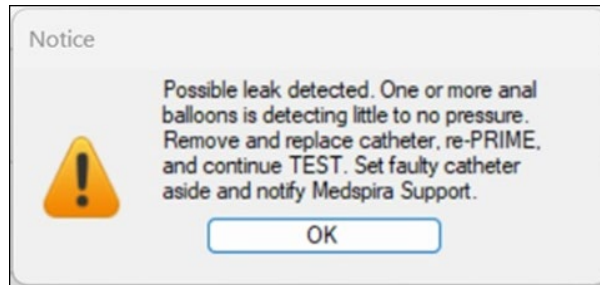 Notice
Possible leak detected. One or more anal
balloons is detecting little to no pressure.
Remove and replace catheter, re-PRIME,
and continue TEST. Set faulty catheter
aside and notify Medspira Support.
OK